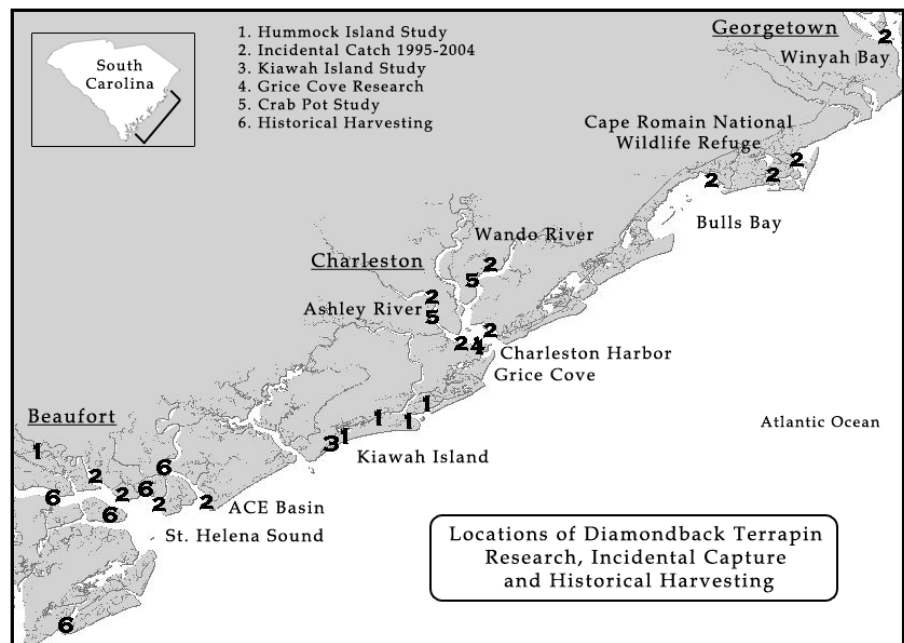 South
Carolina
1. Hummock Island Study
2. Incidental Catch 1995-2004
3. Kiawah Island Study
4. Grice Cove Research
5. Crab Pot Study
6. Historical Harvesting
Georgetown
2
Winyah Bay
Cape Romain National
Wildlife Refuge
2
2
2
Bulls Bay
Wando River
Charleston
2
5
2
Ashley River
5
2
2
4
Charleston Harbor
Grice Cove
1
1
1
Atlantic Ocean
Beaufort
1
3
Kiawah Island
1
6
2
6
2
6
2
2
ACE Basin
6
St. Helena Sound
Locations of Diamondback Terrapin
Research, Incidental Capture
and Historical Harvesting
6